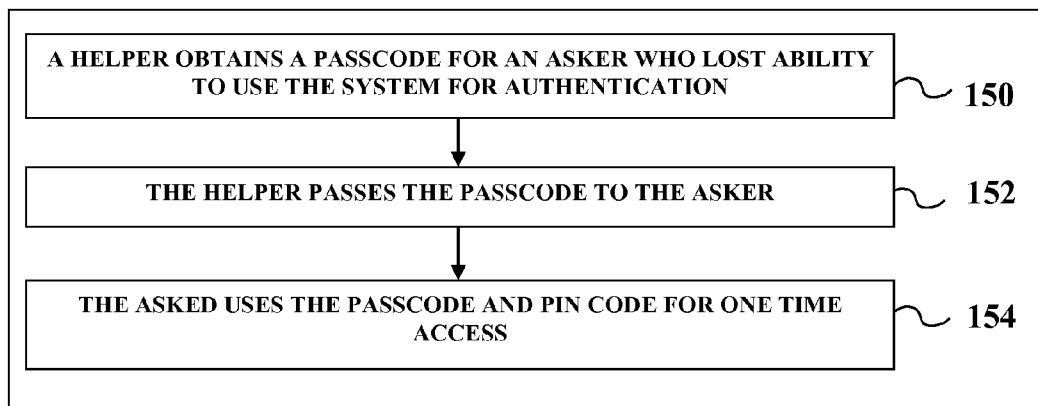 A HELPER OBTAINS A PASSCODE FOR AN ASKER WHO LOST ABILITY
TO USE THE SYSTEM FOR AUTHENTICATION
150
THE HELPER PASSES THE PASSCODE TO THE ASKER
152
THE ASKED USES THE PASSCODE AND PIN CODE FOR ONE TIME
ACCESS
154